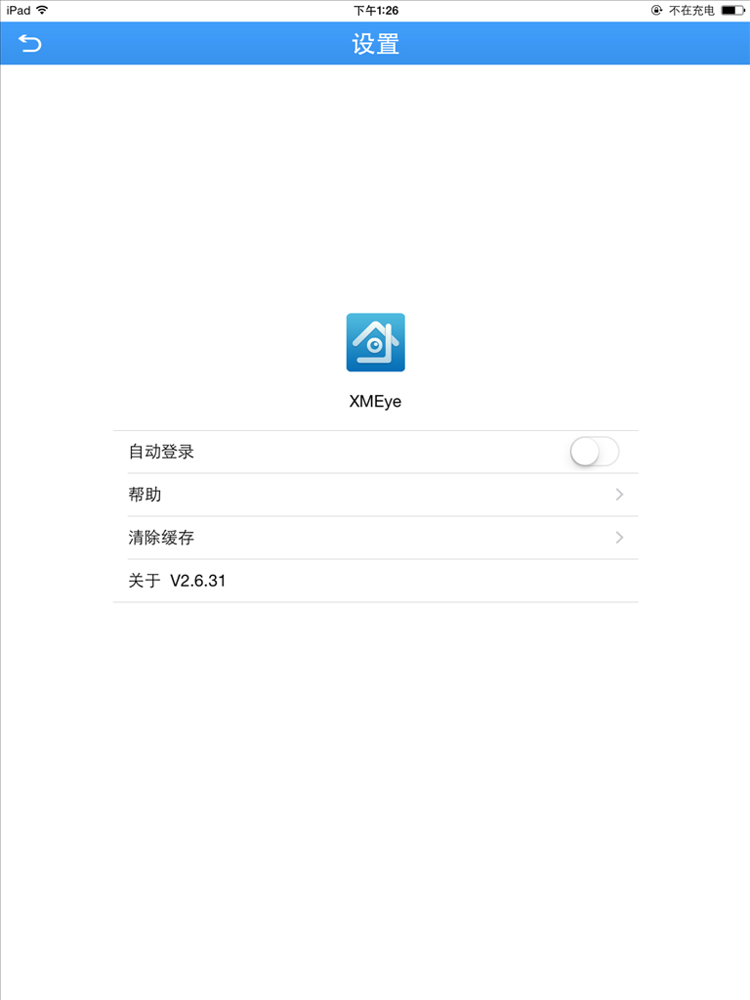 iPad 下午1:26 不在充电
设置
XMEye
自动登录
帮助
清除缓存
关于 V2.6.31